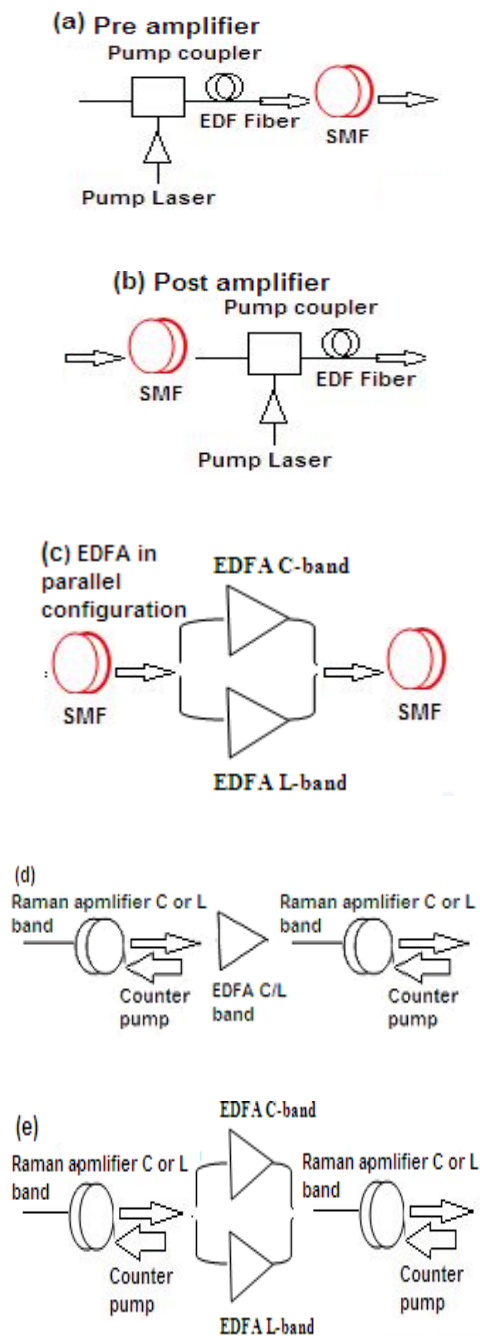 (a) Pre amplifier
Pump coupler
EDF Fiber
SMF
Pump Laser
(b) Post amplifier
Pump coupler
SMF
EDF Fiber
Pump Laser
(c) EDFA in
parallel
configuration
EDFA C-band
SMF
SMF
EDFA L-band
(d)
Raman apmlifier C or L
band
Raman apmlifier C or L
band
Counter
pump
EDFA C/L
band
Counter
pump
(e)
EDFA C-band
Raman apmlifier C or L
band
Raman apmlifier C or L
band
Counter
pump
Counter
pump
EDFA L-band